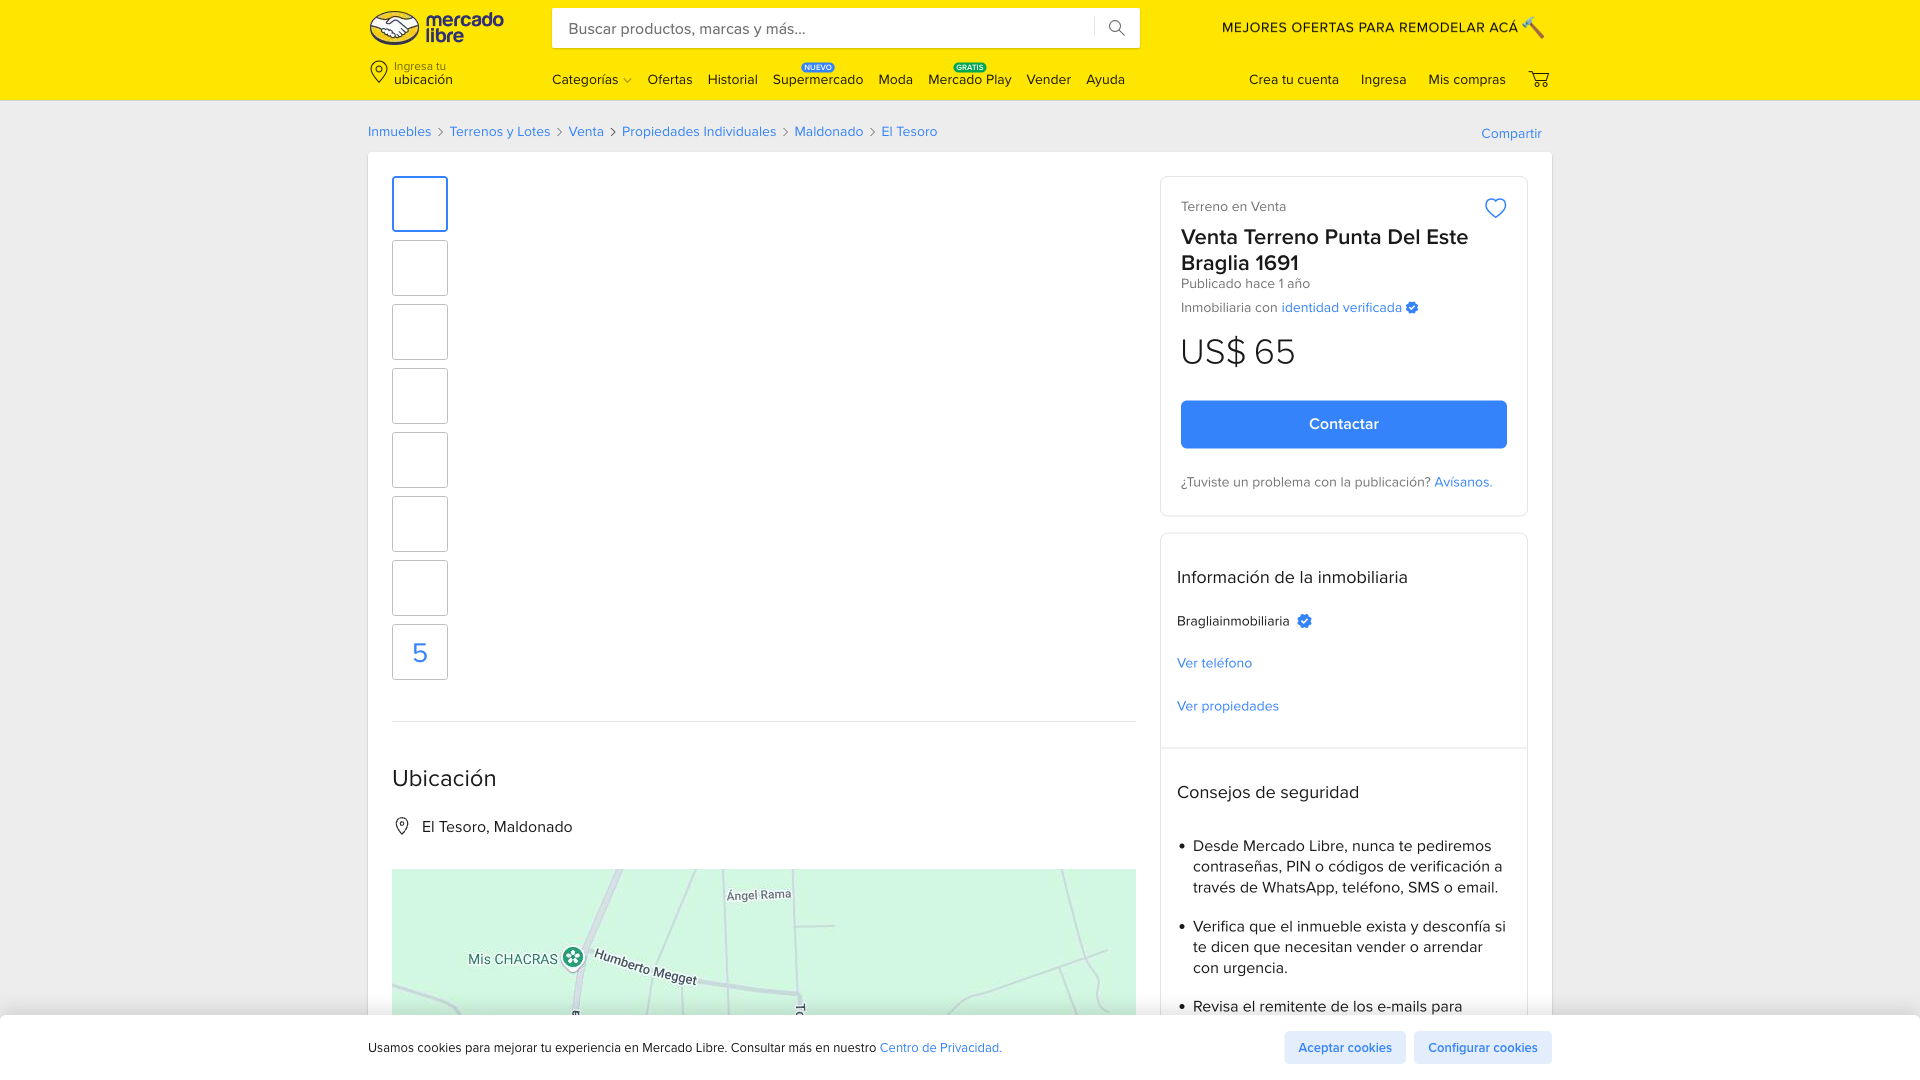 mercado
libre
Buscar productos, marcas y más...
MEJORES OFERTAS PARA REMODELAR ACÁ
Ingresa tu
ubicación
Categorías
Ofertas
Historial
NUEVO
Supermercado
Moda
GRATIS
Mercado Play
Vender
Ayuda
Crea tu cuenta
Ingresa
Mis compras
Inmuebles > Terrenos y Lotes > Venta > Propiedades Individuales > Maldonado > El Tesoro
Compartir
5
Terreno en Venta
Venta Terreno Punta Del Este
Braglia 1691
Publicado hace 1 año
Inmobiliaria con identidad verificada
US$ 65
Contactar
¿Tuviste un problema con la publicación? Avísanos.
Información de la inmobiliaria
Bragliainmobiliaria
Ver teléfono
Ver propiedades
Ubicación
El Tesoro, Maldonado
Ángel Rama
Mis CHACRAS
Humberto Megget
Consejos de seguridad
• Desde Mercado Libre, nunca te pediremos
contraseñas, PIN o códigos de verificación a
través de WhatsApp, teléfono, SMS o email.
• Verifica que el inmueble exista y desconfía si
te dicen que necesitan vender o arrendar
con urgencia.
• Revisa el remitente de los e-mails para
Usamos cookies para mejorar tu experiencia en Mercado Libre. Consultar más en nuestro Centro de Privacidad.
Aceptar cookies
Configurar cookies